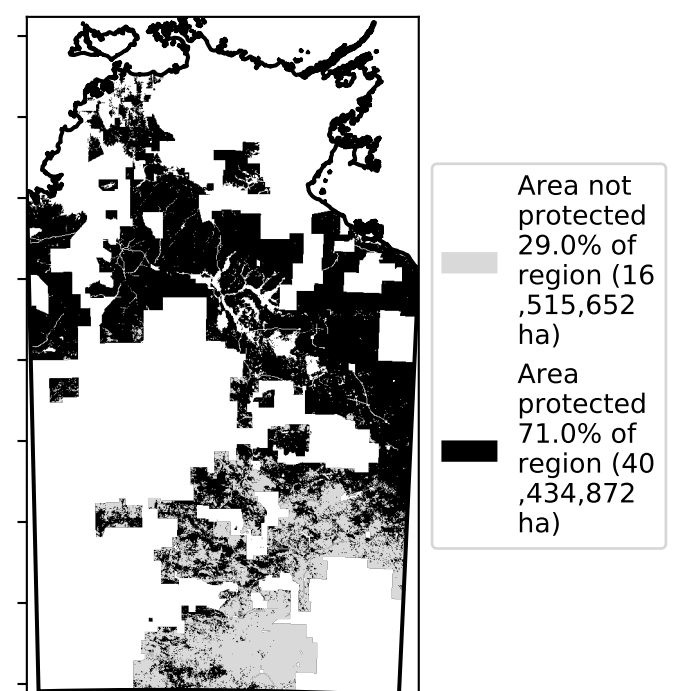 Area not
protected
29.0% of
region (16
,515,652
ha)
Area
protected
71.0% of
region (40
,434,872
ha)